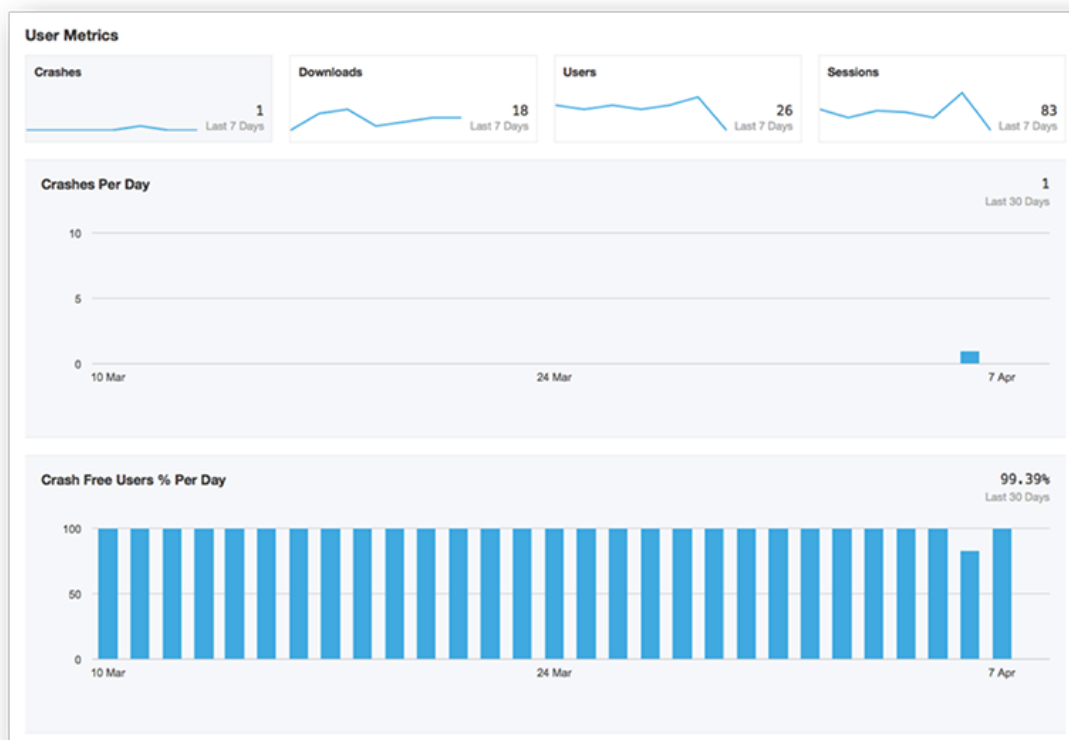 User Metrics
Crashes
1
Last 7 Days
Downloads
18
Last 7 Days
Users
26
Last 7 Days
Sessions
83
Last 7 Days
Crashes Per Day
1
Last 30 Days
10
5
0
10 Mar
24 Mar
7 Apr
Crash Free Users % Per Day
99.39%
Last 30 Days
100
50
0
10 Mar
24 Mar
7 Apr